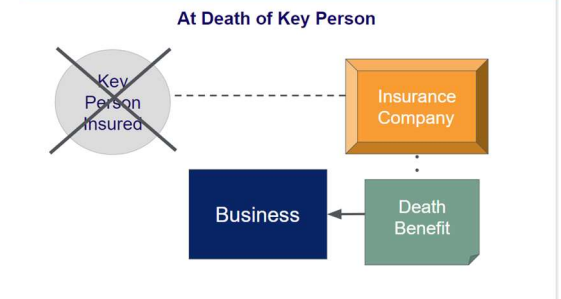 At Death of Key Person
Key
Person
Insured
Insurance
Company
Business
Death
Benefit